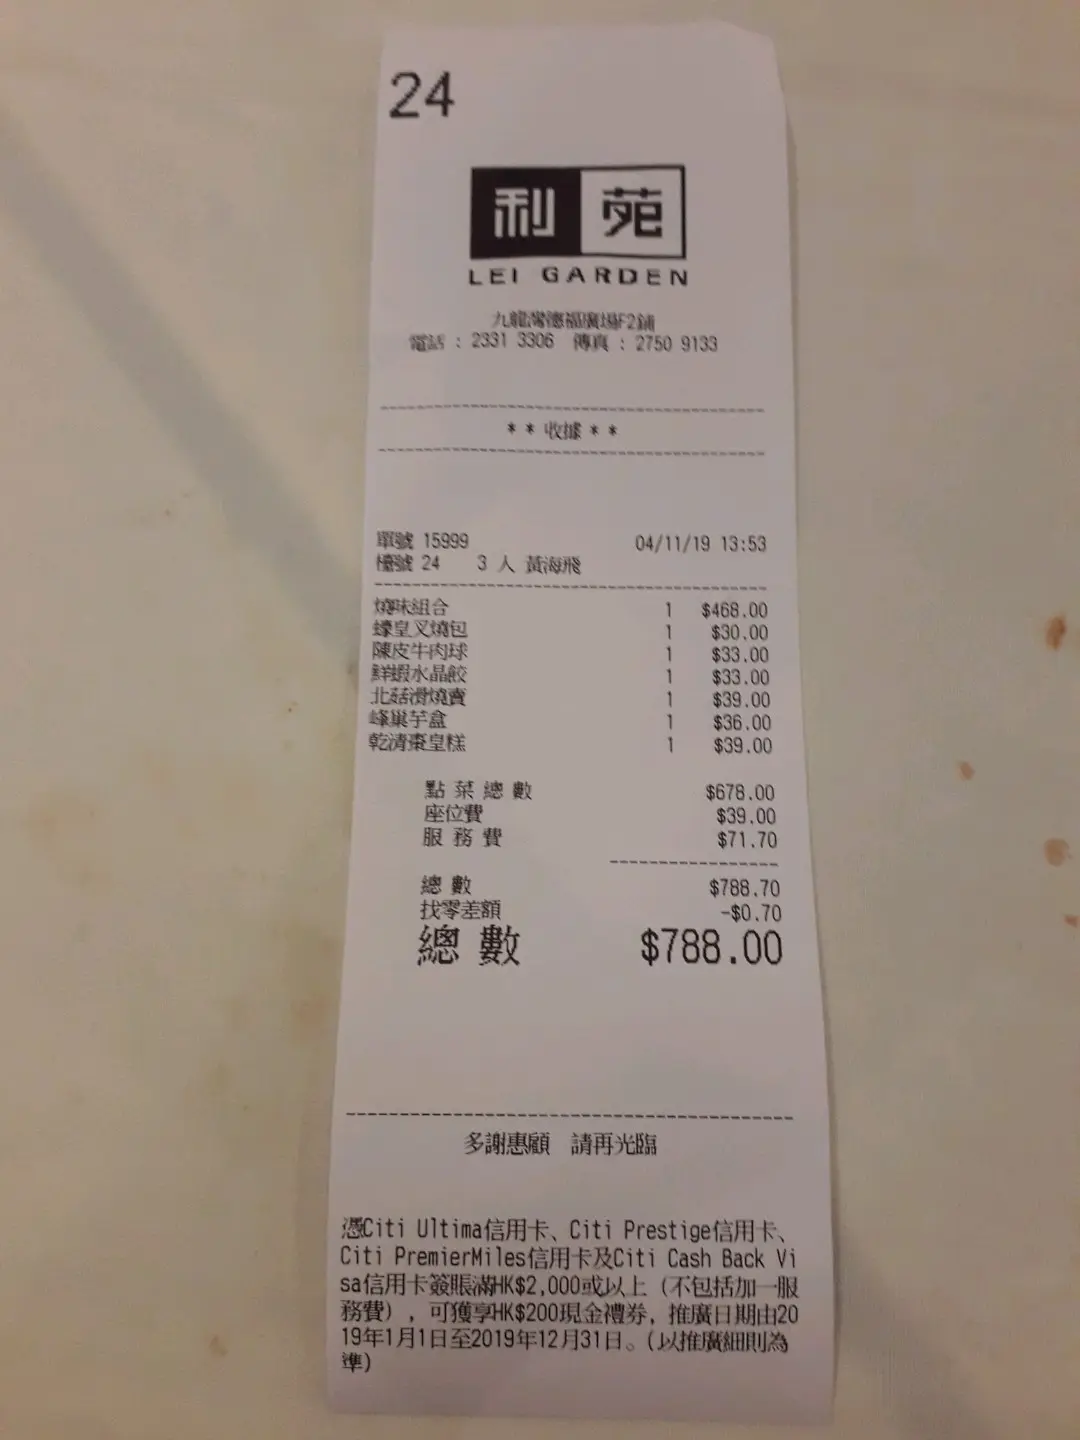 24
利苑
LEI GARDEN
九龍灣德福廣場F2鋪
電話 : 2331 3306 傳真 : 2750 9133
* * 收據 * *
單號 15999 04/11/19 13:53
檯號 24 3 人 黃海飛
燒味組合 1 $468.00
蠔皇叉燒包 1 $30.00
陳皮牛肉球 1 $33.00
鮮蝦水晶餃 1 $33.00
北菇滑燒賣 1 $39.00
蜂巢芋盒 1 $36.00
乾清棗皇糕 1 $39.00
點 菜 總 數 $678.00
座位費 $39.00
服 務 費 $71.70
總 數 $788.70
找零差額 -$0.70
總 數 $788.00
多謝惠顧 請再光臨
憑Citi Ultima信用卡、Citi Prestige信用卡、
Citi PremierMiles信用卡及Citi Cash Back Vi
sa信用卡簽賬滿HK$2,000或以上（不包括加一服
務費），可獲享HK$200現金禮券，推廣日期由20
19年1月1日至2019年12月31日。(以推廣細則為
準)